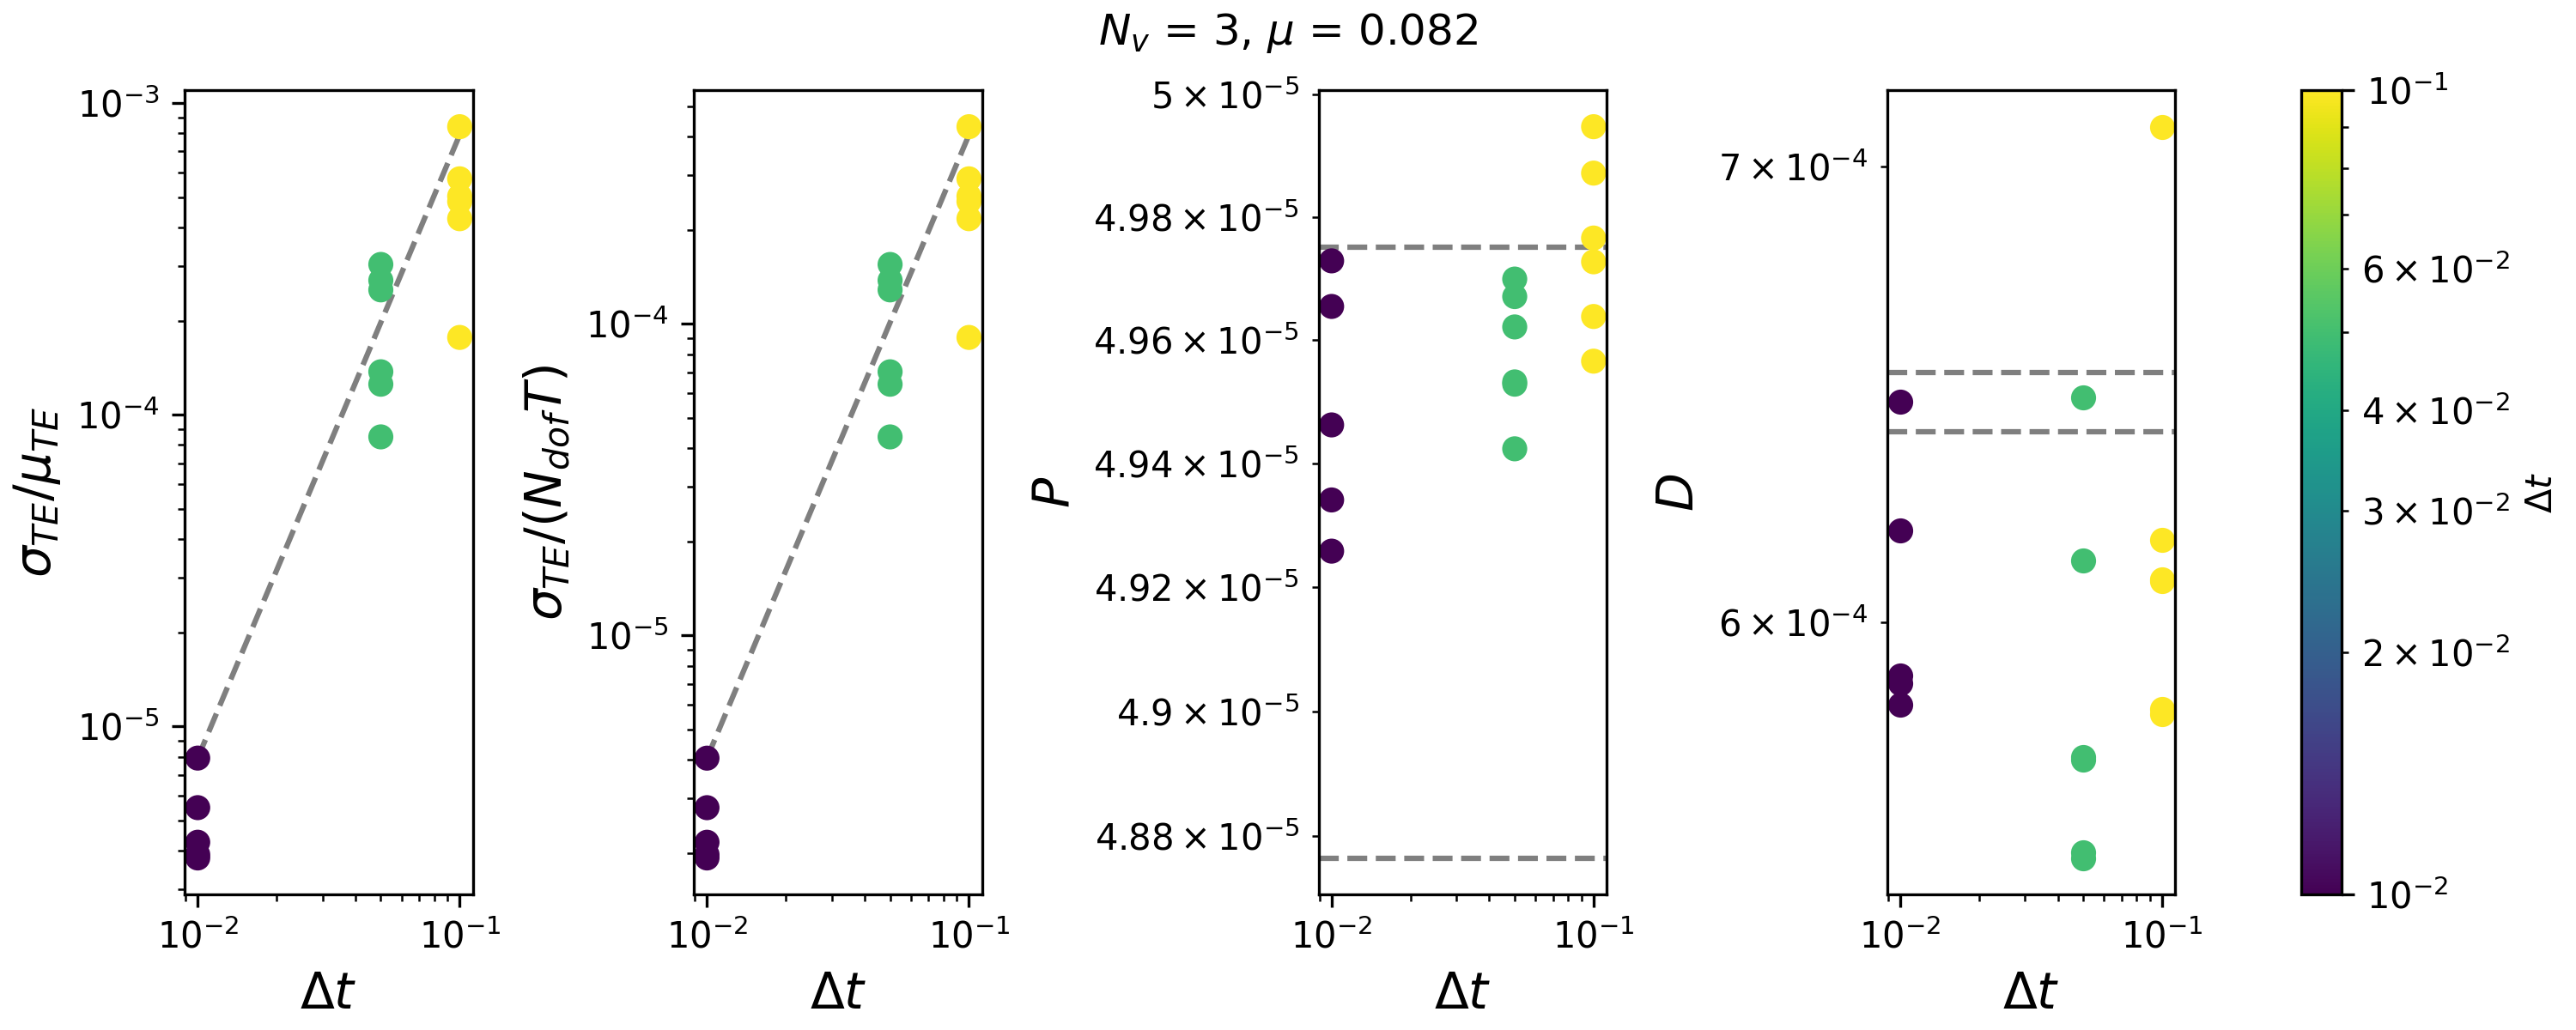 N_v = 3, μ = 0.082
10⁻³
10⁻⁴
10⁻⁵
σ_TE/μ_TE
10⁻² 10⁻¹
Δt
10⁻⁴
10⁻⁵
σ_TE/(N_dof T)
10⁻² 10⁻¹
Δt
5 × 10⁻⁵
4.98 × 10⁻⁵
4.96 × 10⁻⁵
4.94 × 10⁻⁵
4.92 × 10⁻⁵
4.9 × 10⁻⁵
4.88 × 10⁻⁵
P
10⁻² 10⁻¹
Δt
7 × 10⁻⁴
6 × 10⁻⁴
D
10⁻² 10⁻¹
Δt
10⁻¹
6 × 10⁻²
4 × 10⁻²
3 × 10⁻²
2 × 10⁻²
10⁻²
Δt